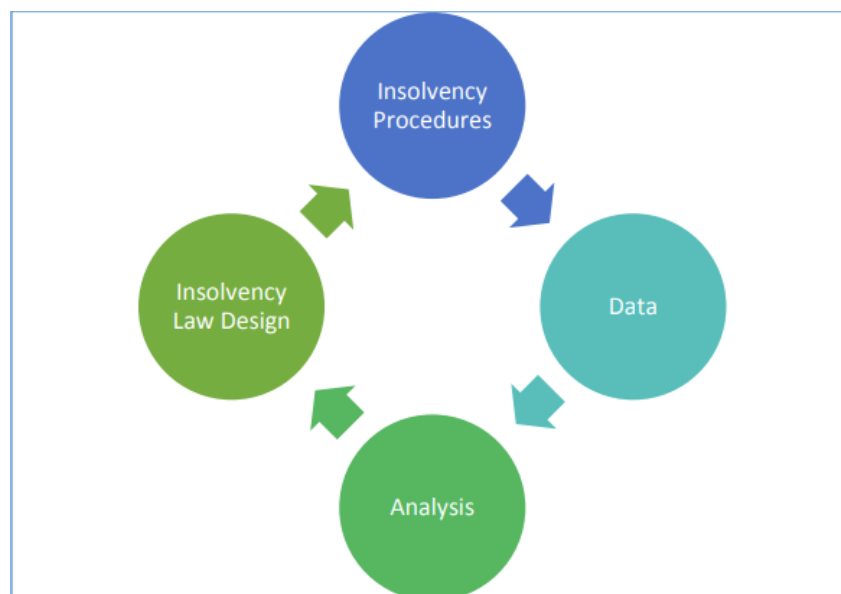 Insolvency
Procedures
Data
Insolvency
Law Design
Analysis